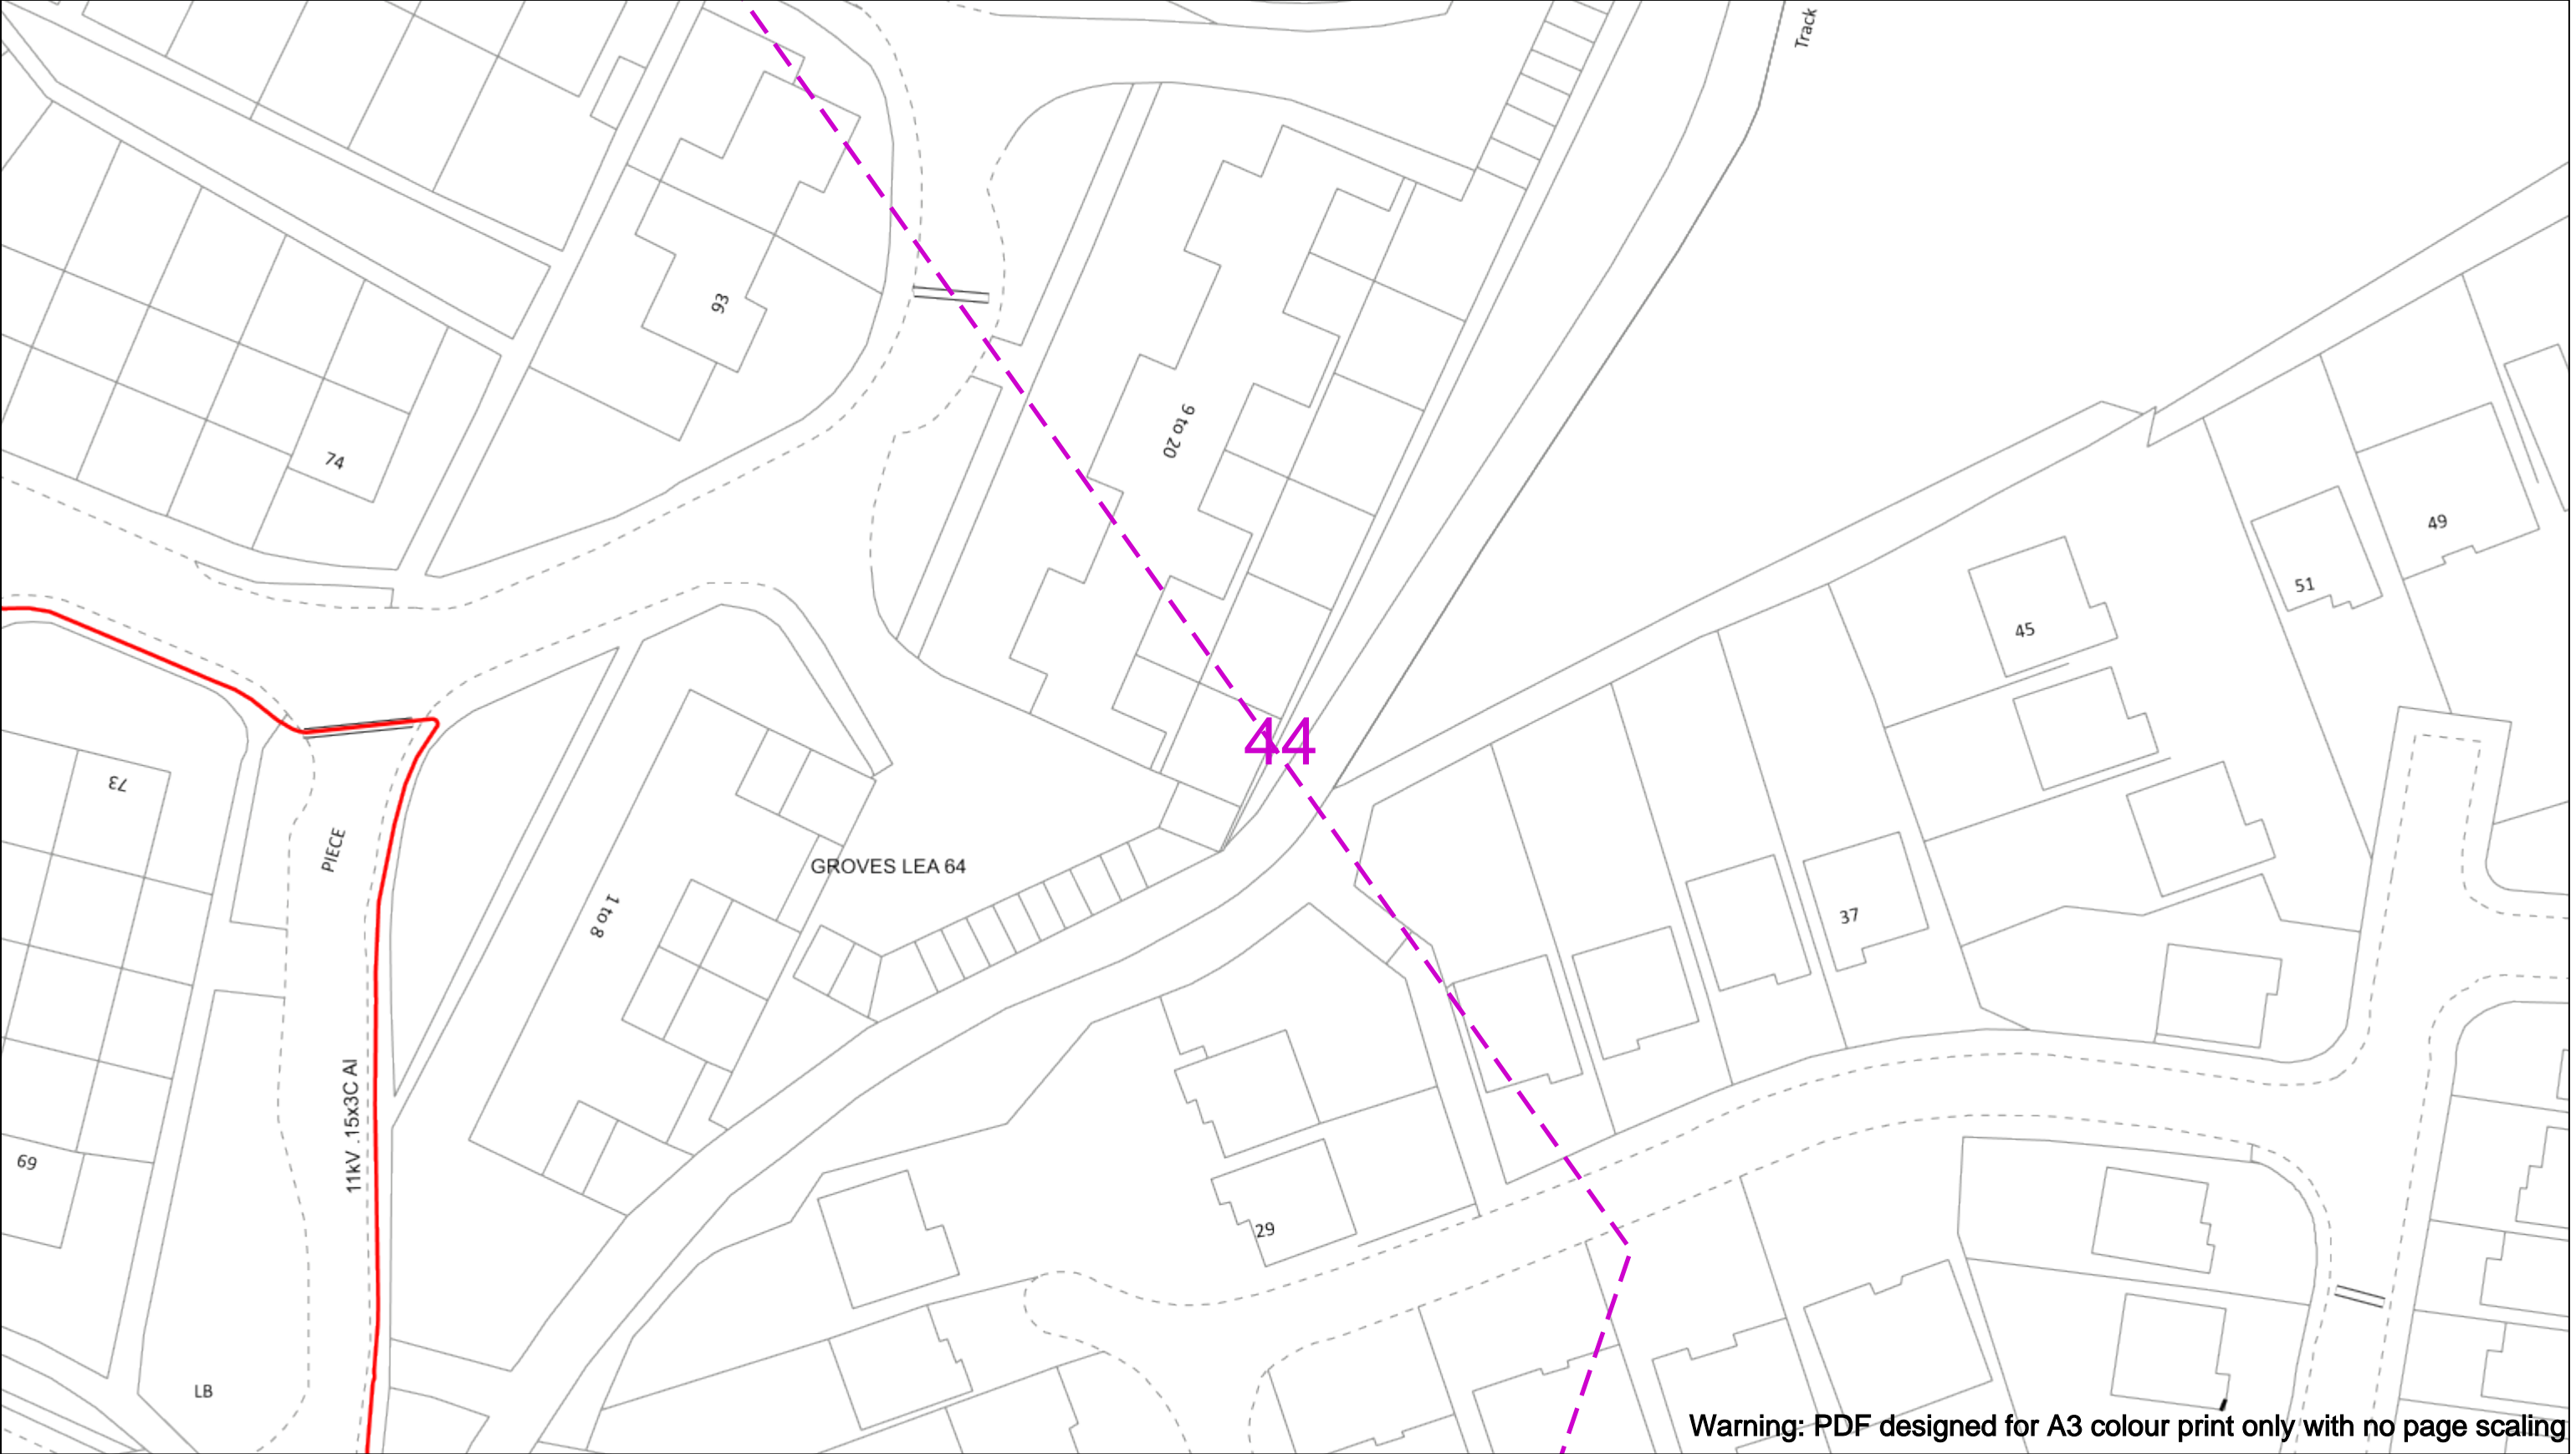 Track
93
9 to 20
74
49
51
45
44
73
PIECE
GROVES LEA 64
1 to 8
37
11kV .15x3C Al
69
29
LB
Warning: PDF designed for A3 colour print only with no page scaling